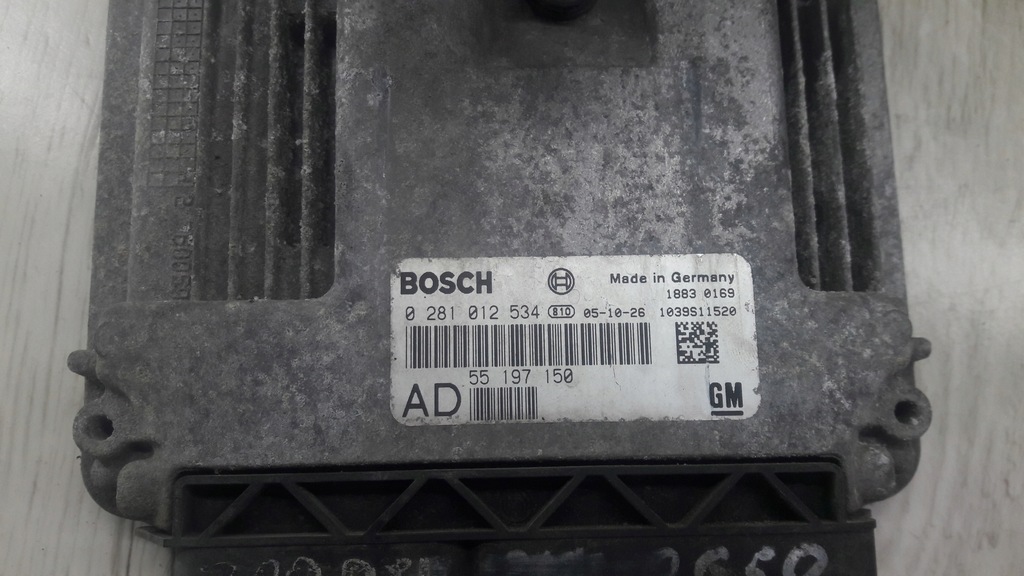 BOSCH Made in Germany
1883 0169
0 281 012 534 810 05-10-26 1039S11520
55 197 150
AD GM